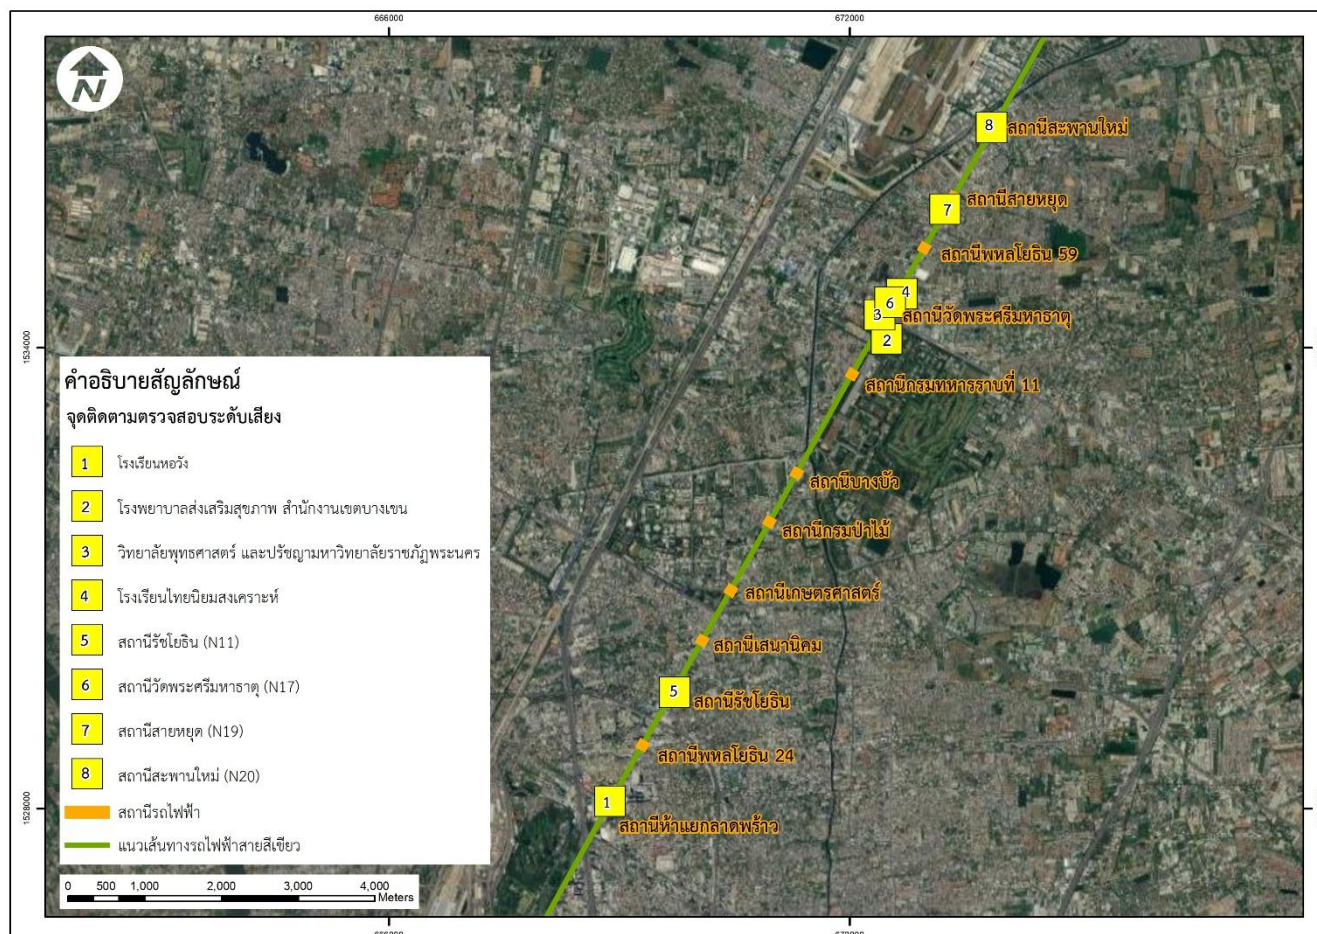 666000
672000
N
8
สถานีสะพานใหม่
7
สถานีสายหยุด
สถานีพหลโยธิน 59
4
6
3
สถานีวัดพระศรีมหาธาตุ
2
1534000
1534000
สถานีกรมทหารราบที่ 11
สถานีบางบัว
สถานีกรมป่าไม้
สถานีเกษตรศาสตร์
สถานีเสนานิคม
5
สถานีรัชโยธิน
สถานีพหลโยธิน 24
1
สถานีห้าแยกลาดพร้าว
1528000
1528000
คำอธิบายสัญลักษณ์
จุดติดตามตรวจสอบระดับเสียง
1 โรงเรียนหอวัง
2 โรงพยาบาลส่งเสริมสุขภาพ สำนักงานเขตบางเขน
3 วิทยาลัยพุทธศาสตร์ และปรัชญามหาวิทยาลัยราชภัฏพระนคร
4 โรงเรียนไทยนิยมสงเคราะห์
5 สถานีรัชโยธิน (N11)
6 สถานีวัดพระศรีมหาธาตุ (N17)
7 สถานีสายหยุด (N19)
8 สถานีสะพานใหม่ (N20)
สถานีรถไฟฟ้า
แนวเส้นทางรถไฟฟ้าสายสีเขียว
0 500 1,000 2,000 3,000 4,000
Meters
666000
672000